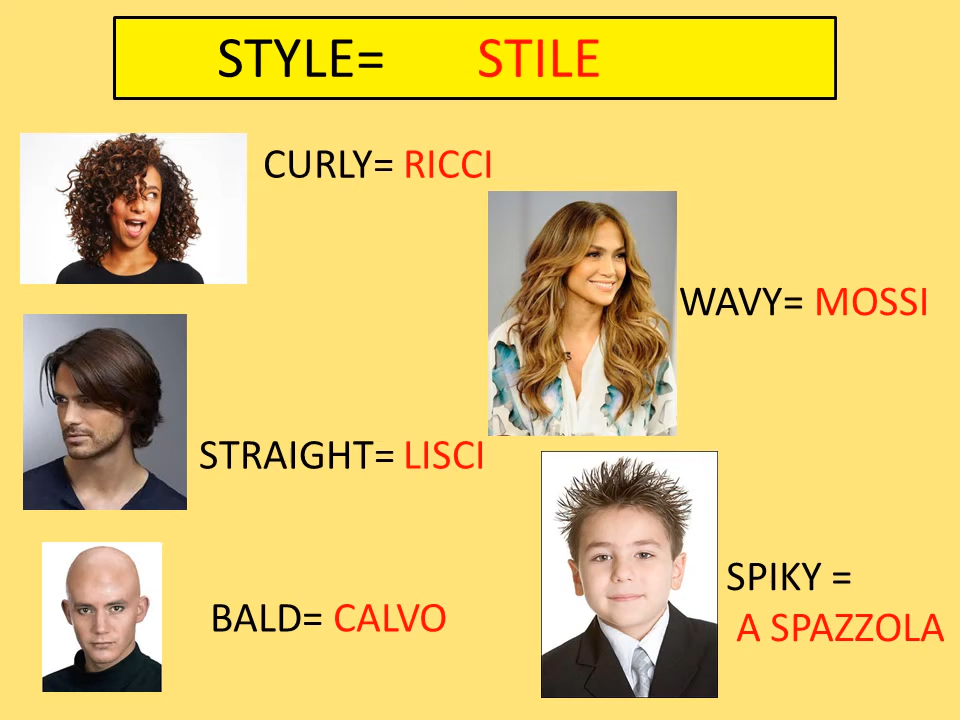 STYLE= STILE
CURLY= RICCI
WAVY= MOSSI
STRAIGHT= LISCI
SPIKY =
A SPAZZOLA
BALD= CALVO